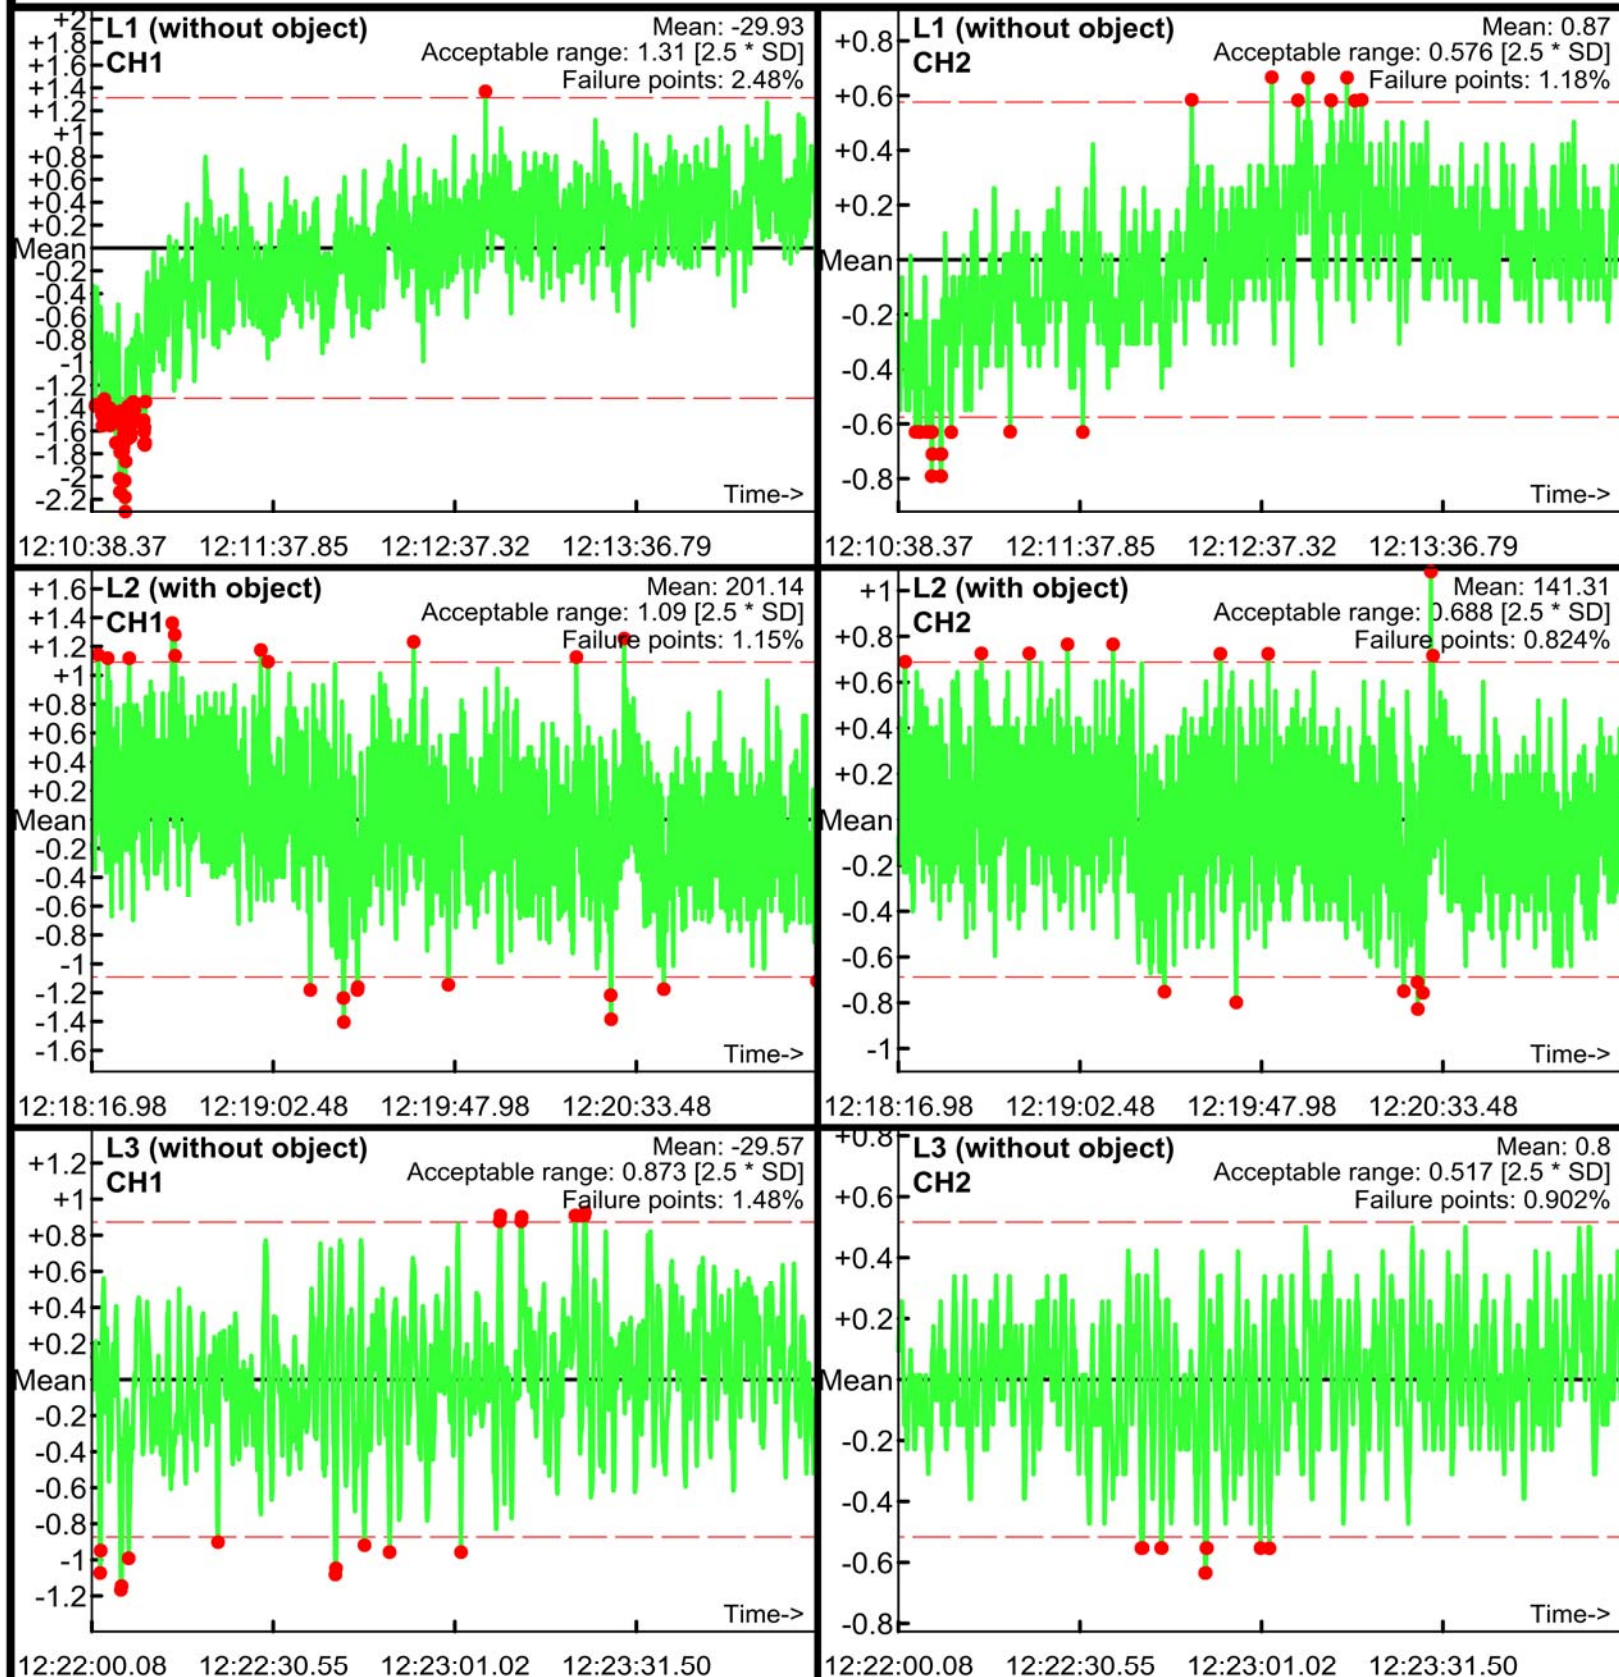 L1 (without object)
CH1
Mean: -29.93
Acceptable range: 1.31 [2.5 * SD]
Failure points: 2.48%
+2
+1.8
+1.6
+1.4
+1.2
+1
+0.8
+0.6
+0.4
+0.2
Mean
-0.2
-0.4
-0.6
-0.8
-1
-1.2
-1.4
-1.6
-1.8
-2
-2.2
Time->
12:10:38.37 12:11:37.85 12:12:37.32 12:13:36.79
L1 (without object)
CH2
Mean: 0.87
Acceptable range: 0.576 [2.5 * SD]
Failure points: 1.18%
+0.8
+0.6
+0.4
+0.2
Mean
-0.2
-0.4
-0.6
-0.8
Time->
12:10:38.37 12:11:37.85 12:12:37.32 12:13:36.79
L2 (with object)
CH1
Mean: 201.14
Acceptable range: 1.09 [2.5 * SD]
Failure points: 1.15%
+1.6
+1.4
+1.2
+1
+0.8
+0.6
+0.4
+0.2
Mean
-0.2
-0.4
-0.6
-0.8
-1
-1.2
-1.4
-1.6
Time->
12:18:16.98 12:19:02.48 12:19:47.98 12:20:33.48
L2 (with object)
CH2
Mean: 141.31
Acceptable range: 0.688 [2.5 * SD]
Failure points: 0.824%
+1
+0.8
+0.6
+0.4
+0.2
Mean
-0.2
-0.4
-0.6
-0.8
-1
Time->
12:18:16.98 12:19:02.48 12:19:47.98 12:20:33.48
L3 (without object)
CH1
Mean: -29.57
Acceptable range: 0.873 [2.5 * SD]
Failure points: 1.48%
+1.2
+1
+0.8
+0.6
+0.4
+0.2
Mean
-0.2
-0.4
-0.6
-0.8
-1
-1.2
Time->
12:22:00.08 12:22:30.55 12:23:01.02 12:23:31.50
L3 (without object)
CH2
Mean: 0.8
Acceptable range: 0.517 [2.5 * SD]
Failure points: 0.902%
+0.8
+0.6
+0.4
+0.2
Mean
-0.2
-0.4
-0.6
-0.8
Time->
12:22:00.08 12:22:30.55 12:23:01.02 12:23:31.50